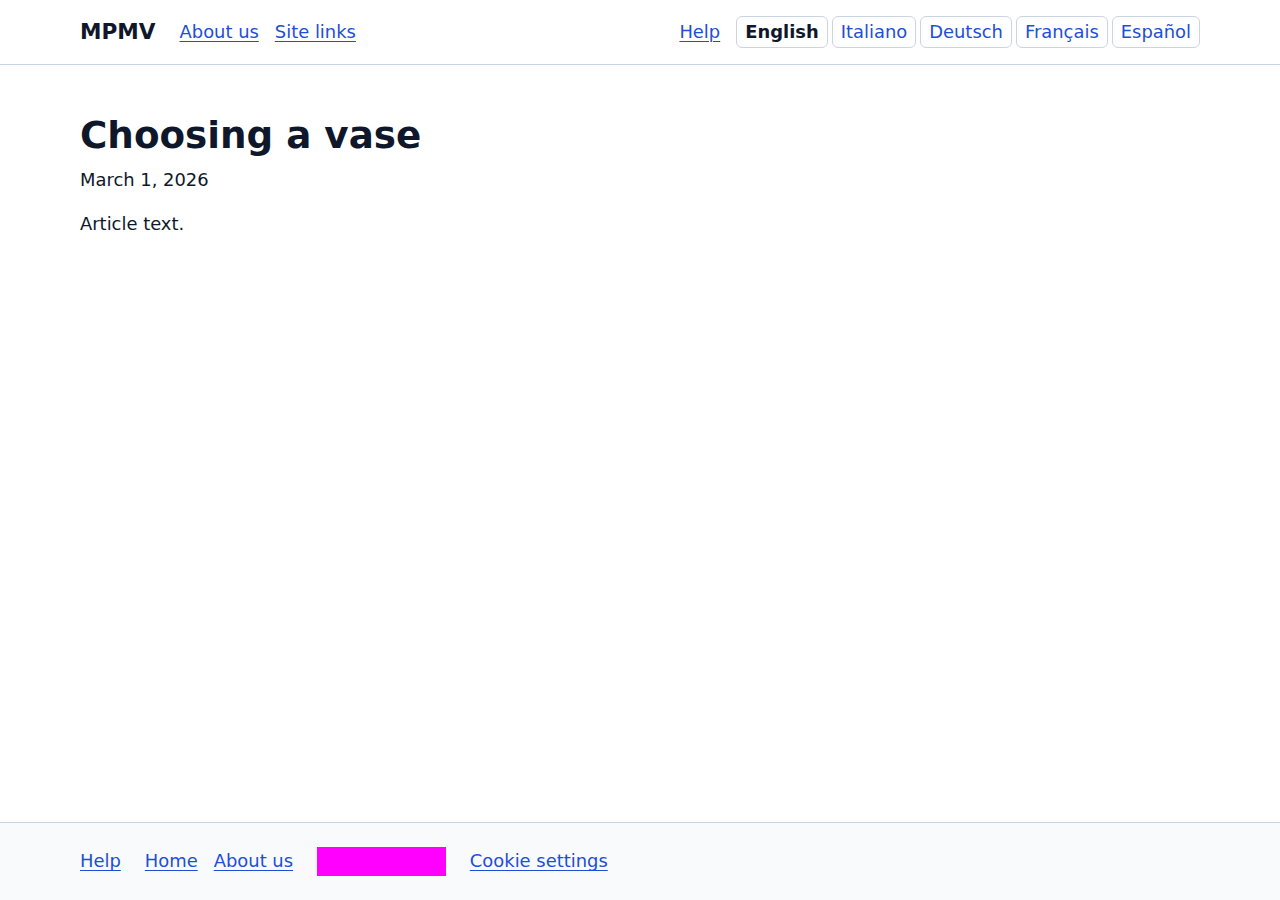 MPMV About us Site links Help English Italiano Deutsch Français Español
Choosing a vase
March 1, 2026
Article text.
Help Home About us Cookie settings